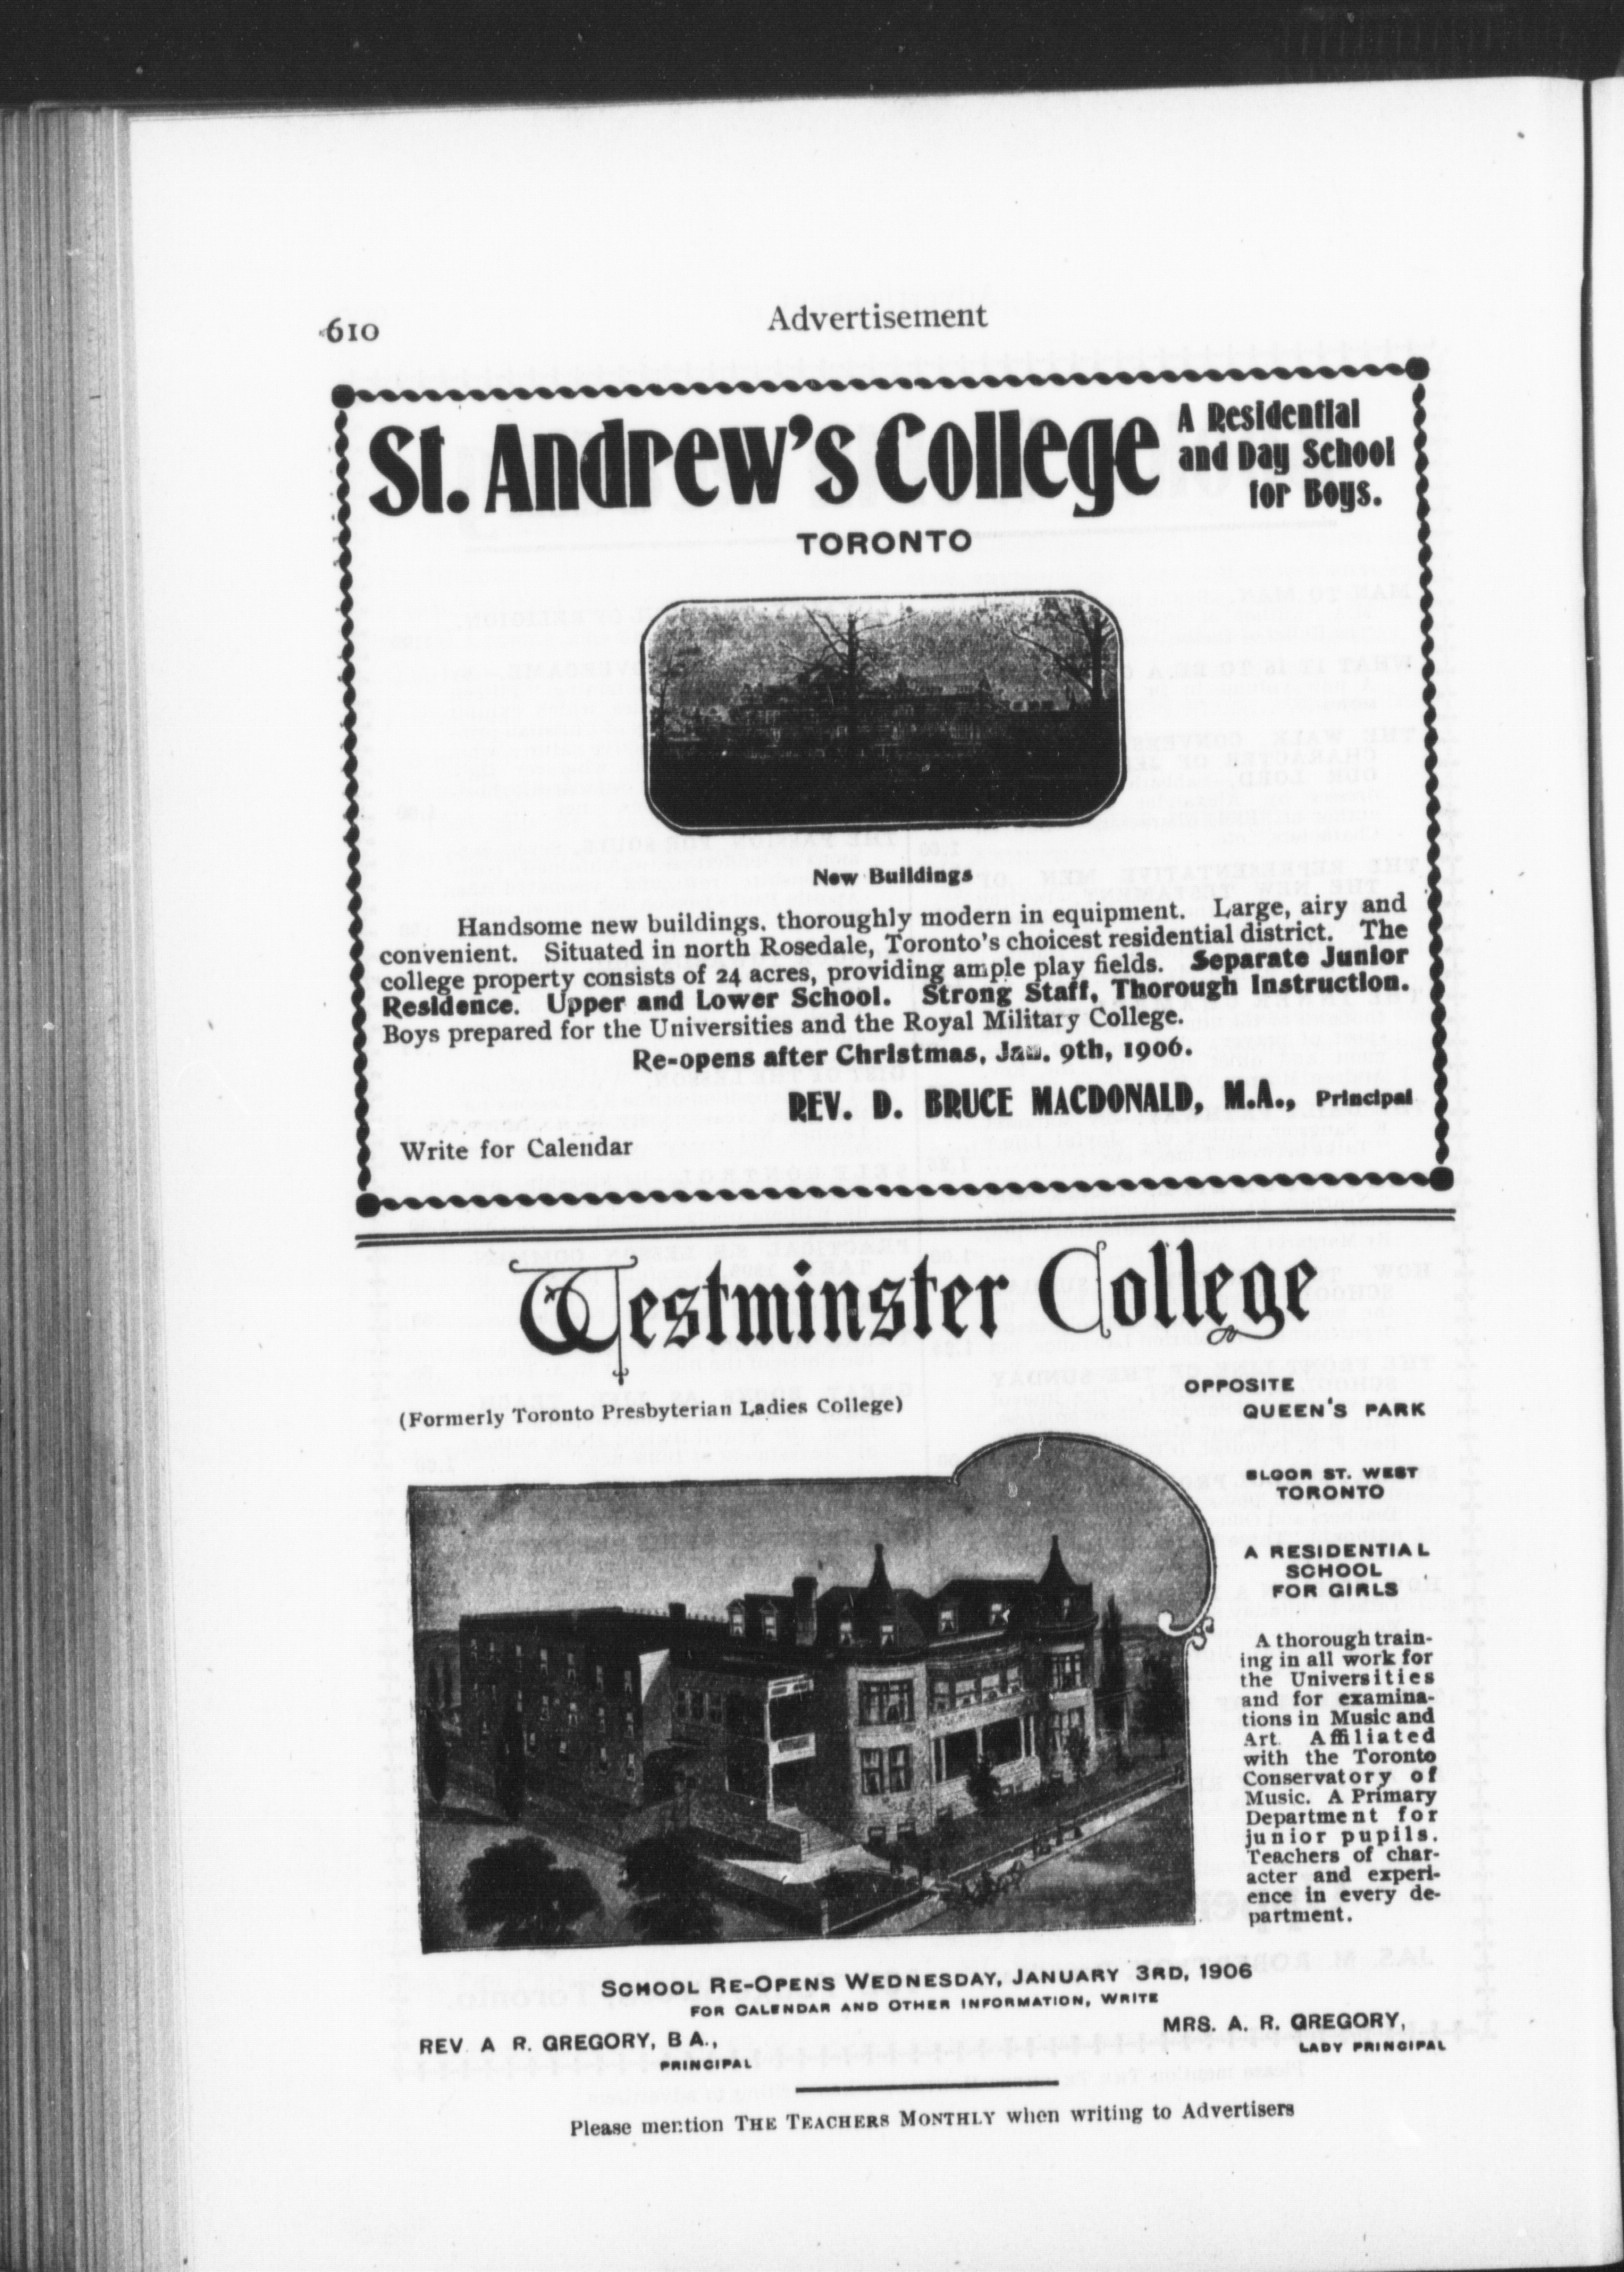 610
Advertisement
St. Andrew's College
A Residential
and Day School
for Boys.
TORONTO
New Buildings
Handsome new buildings, thoroughly modern in equipment. Large, airy and
convenient. Situated in north Rosedale, Toronto's choicest residential district. The
college property consists of 24 acres, providing ample play fields. Separate Junior
Residence. Upper and Lower School. Strong Staff, Thorough Instruction.
Boys prepared for the Universities and the Royal Military College.
Re-opens after Christmas, Jan. 9th, 1906.
REV. D. BRUCE MACDONALD, M.A., Principal
Write for Calendar
Westminster College
(Formerly Toronto Presbyterian Ladies College)
OPPOSITE
QUEEN'S PARK
BLOOR ST. WEST
TORONTO
A RESIDENTIAL
SCHOOL
FOR GIRLS
A thorough train-
ing in all work for
the Universities
and for examina-
tions in Music and
Art. Affiliated
with the Toronto
Conservatory of
Music. A Primary
Department for
junior pupils.
Teachers of char-
acter and experi-
ence in every de-
partment.
SCHOOL RE-OPENS WEDNESDAY, JANUARY 3RD, 1906
FOR CALENDAR AND OTHER INFORMATION, WRITE
REV. A R. GREGORY, B A.,
PRINCIPAL
MRS. A. R. GREGORY,
LADY PRINCIPAL
Please mention THE TEACHERS MONTHLY when writing to Advertisers